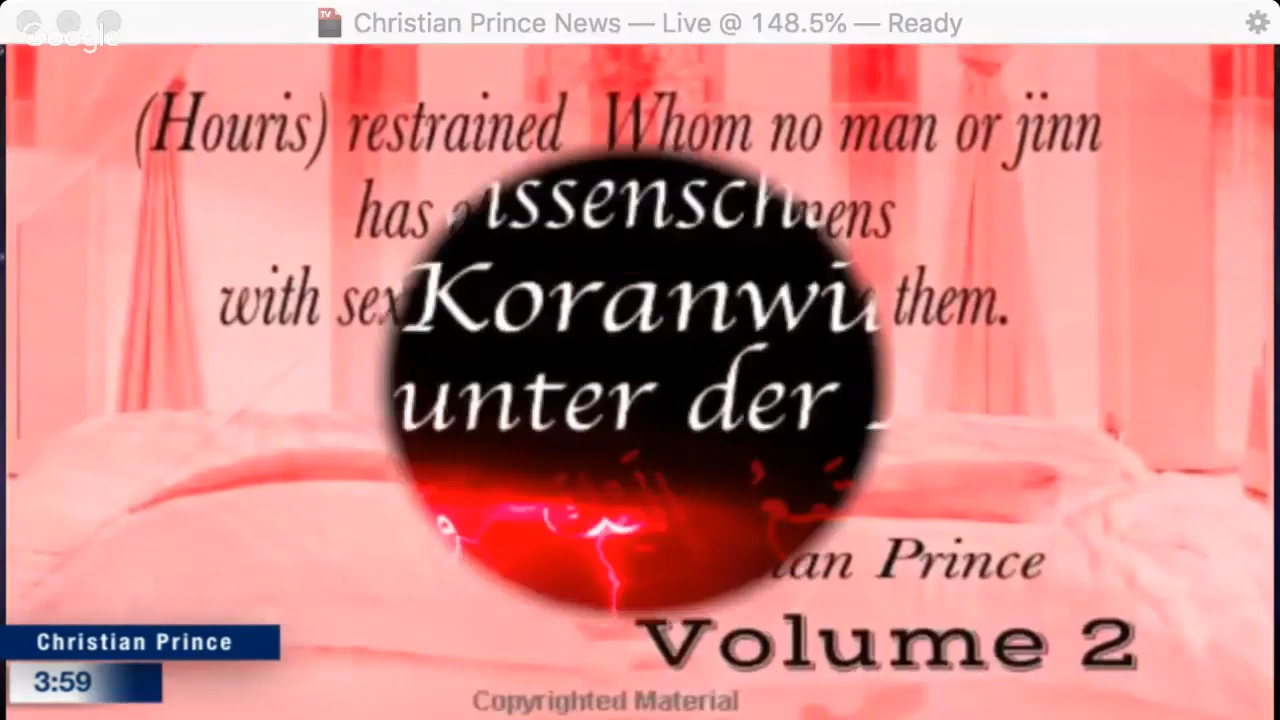 Christian Prince News — Live @ 148.5% — Ready
Google
(Houris) restrained Whom no man or jinn
has
with sex them.
Koranwi
unter der
Prince
Volume 2
Christian Prince
3:59
Copyrighted Material